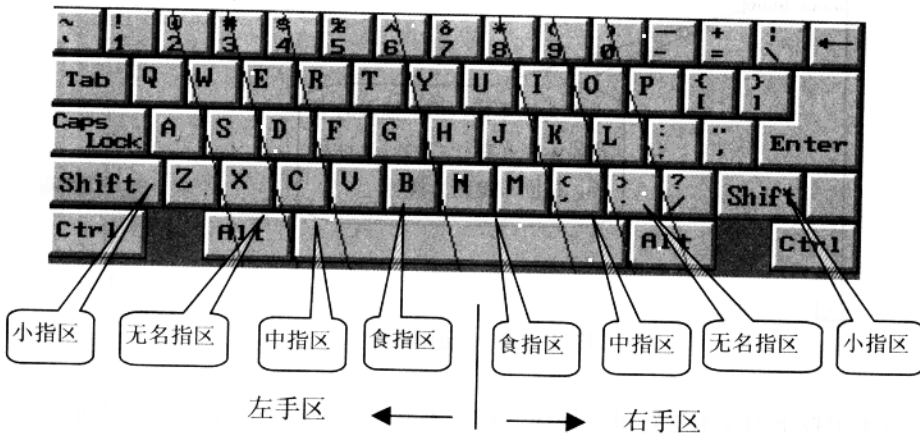 ~ ! @ # $ % ^ & * ( ) — + ¦ ←
` 1 2 3 4 5 6 7 8 9 0 - = \
Tab Q W E R T Y U I O P { }
[ ]
Caps Lock A S D F G H J K L : " Enter
; '
Shift Z X C V B N M < > ? Shift
, . /
Ctrl Alt Alt Ctrl
小指区 无名指区 中指区 食指区 食指区 中指区 无名指区 小指区
左手区 ← → 右手区